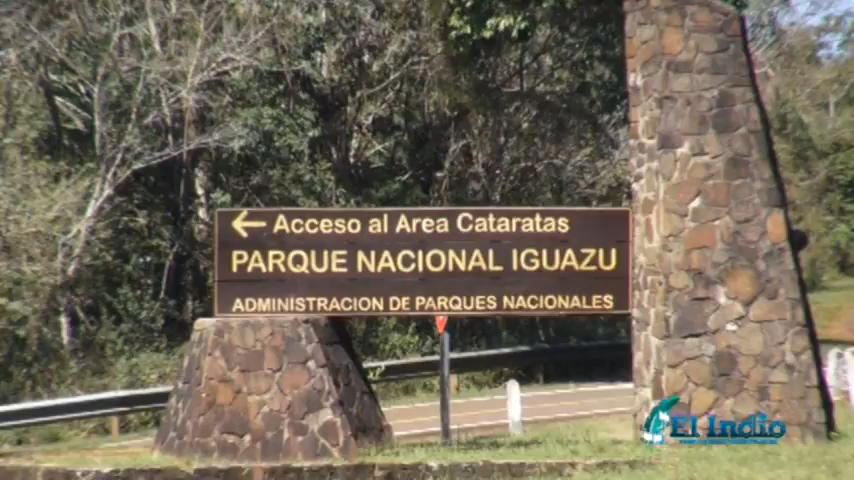 ← Acceso al Area Cataratas
PARQUE NACIONAL IGUAZU
ADMINISTRACION DE PARQUES NACIONALES
El Indio